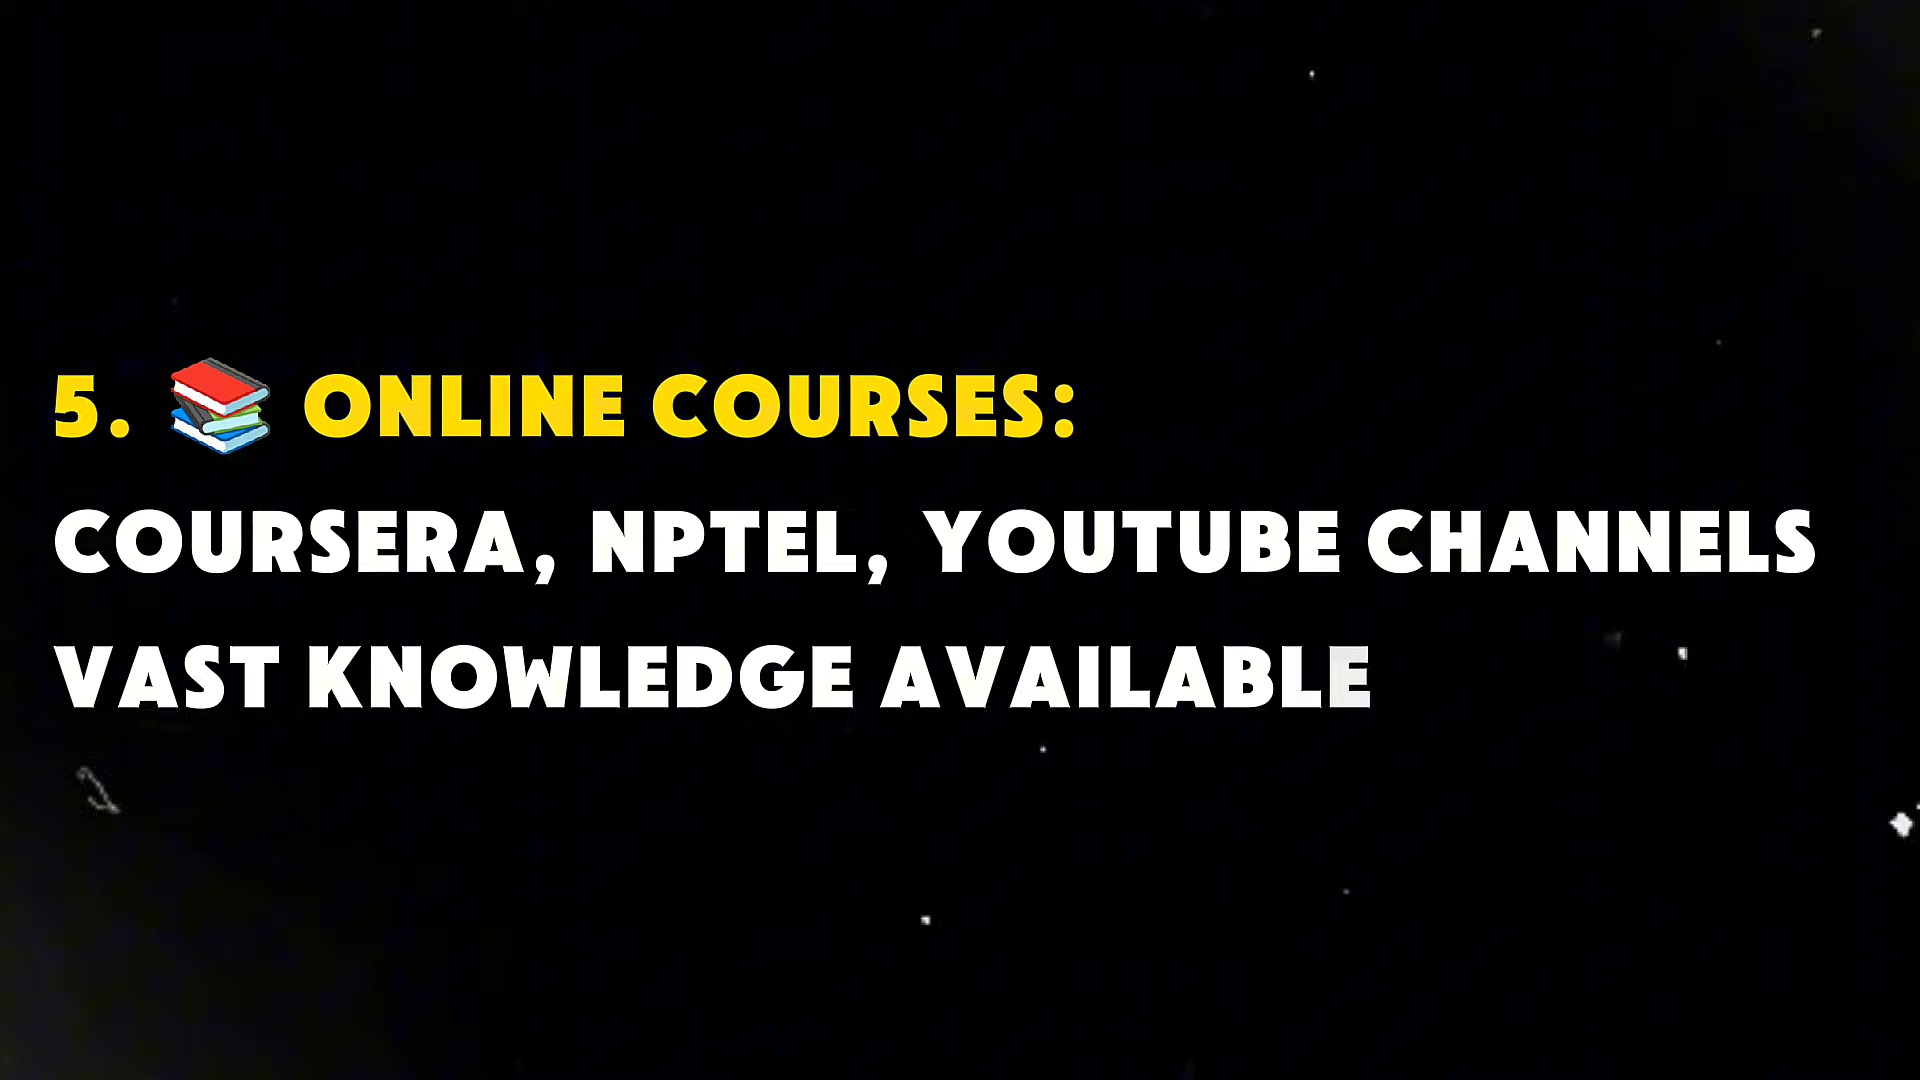 5. 📚 ONLINE COURSES:
COURSERA, NPTEL, YOUTUBE CHANNELS
VAST KNOWLEDGE AVAILABLE